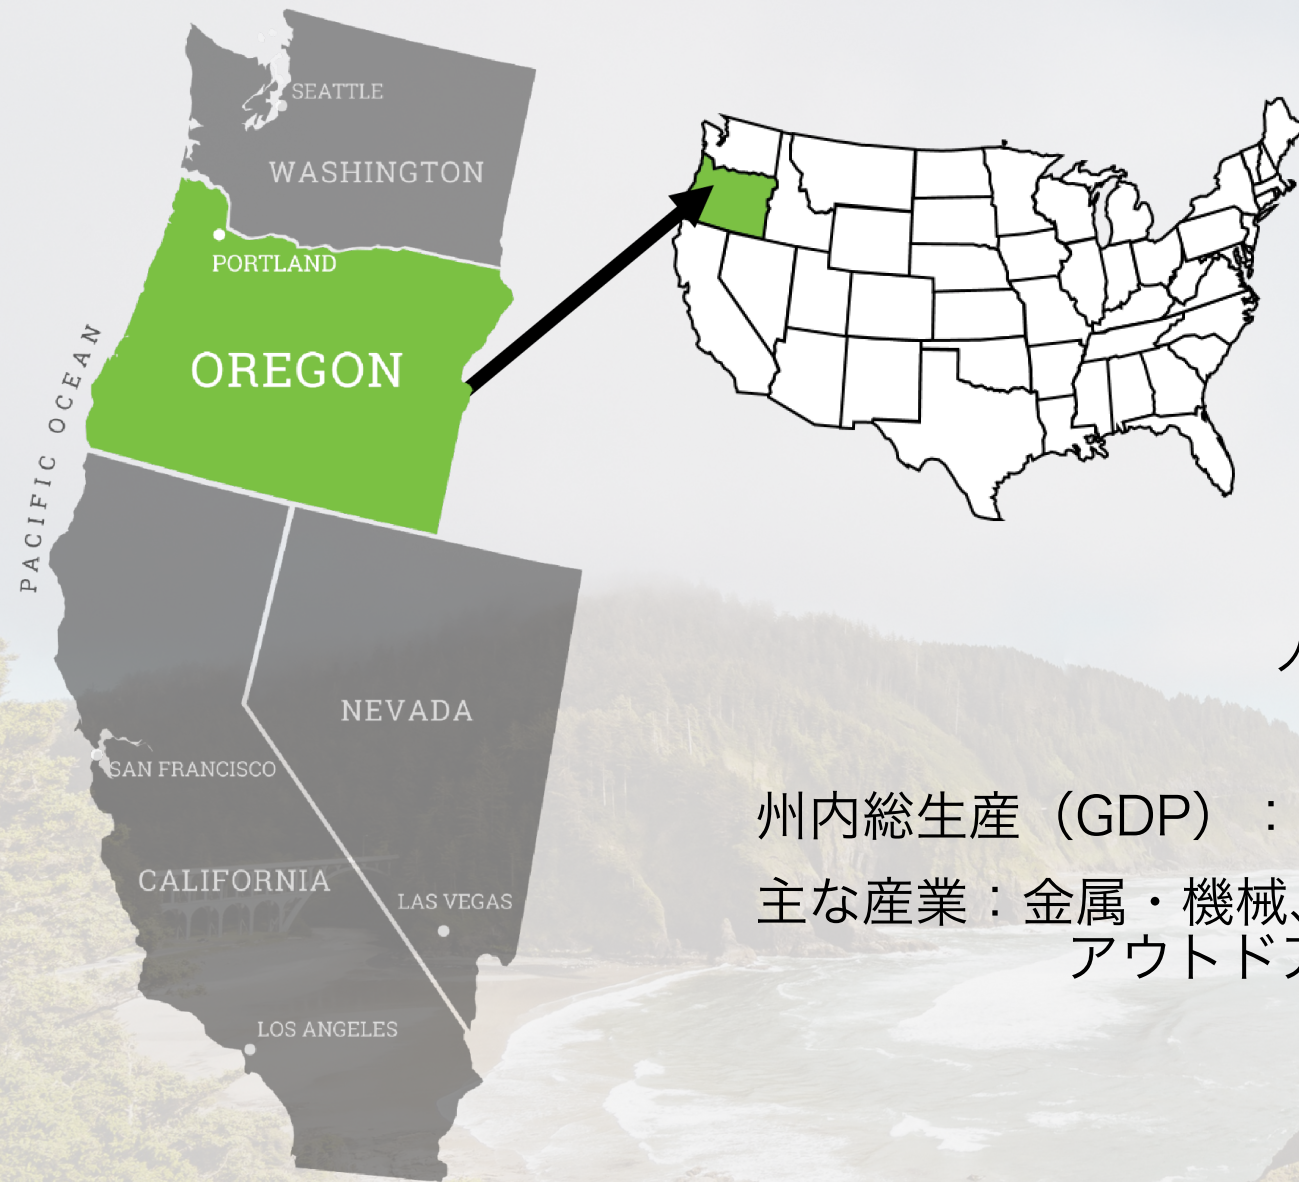 SEATTLE
WASHINGTON
PORTLAND
OREGON
PACIFIC OCEAN
NEVADA
SAN FRANCISCO
CALIFORNIA
LAS VEGAS
LOS ANGELES
州内総生産（GDP）：
主な産業：金属・機械、
アウトドア